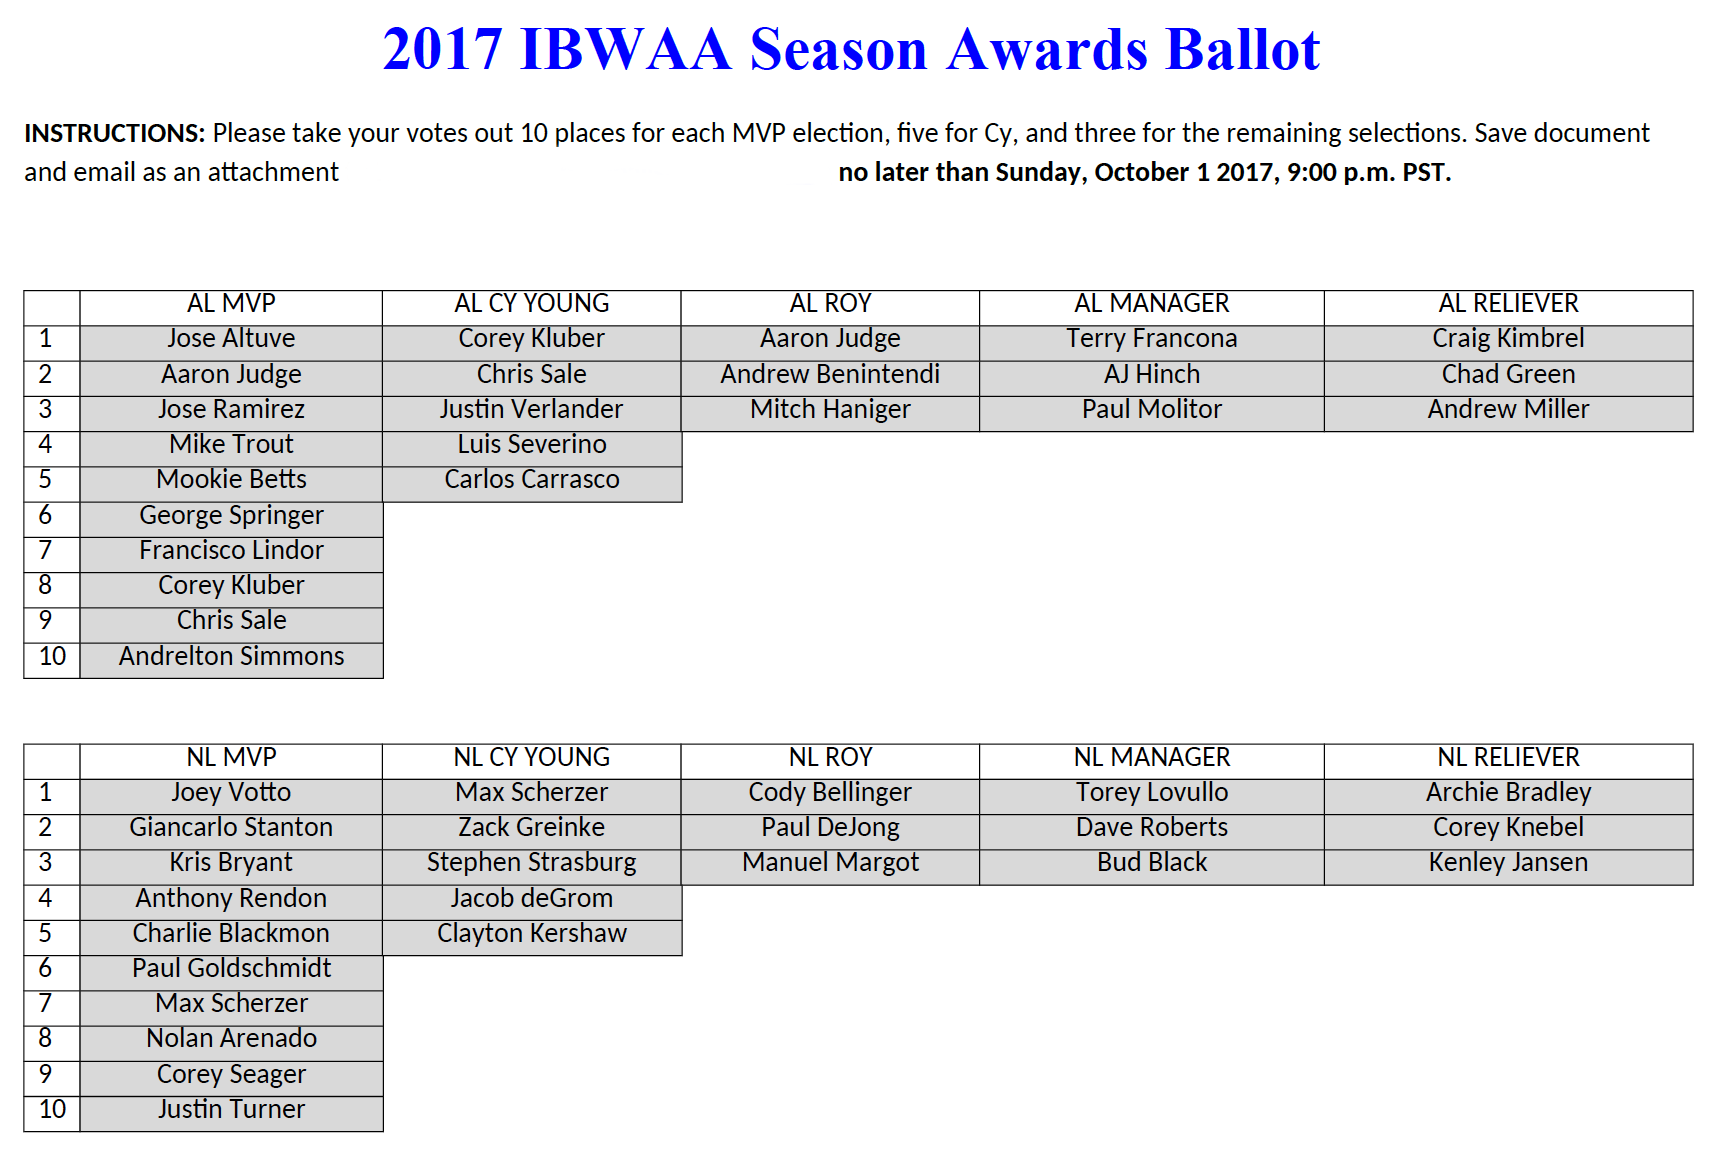 2017 IBWAA Season Awards Ballot
INSTRUCTIONS: Please take your votes out 10 places for each MVP election, five for Cy, and three for the remaining selections. Save document
and email as an attachment no later than Sunday, October 1 2017, 9:00 p.m. PST.
AL MVP AL CY YOUNG AL ROY AL MANAGER AL RELIEVER
1 Jose Altuve Corey Kluber Aaron Judge Terry Francona Craig Kimbrel
2 Aaron Judge Chris Sale Andrew Benintendi AJ Hinch Chad Green
3 Jose Ramirez Justin Verlander Mitch Haniger Paul Molitor Andrew Miller
4 Mike Trout Luis Severino
5 Mookie Betts Carlos Carrasco
6 George Springer
7 Francisco Lindor
8 Corey Kluber
9 Chris Sale
10 Andrelton Simmons
NL MVP NL CY YOUNG NL ROY NL MANAGER NL RELIEVER
1 Joey Votto Max Scherzer Cody Bellinger Torey Lovullo Archie Bradley
2 Giancarlo Stanton Zack Greinke Paul DeJong Dave Roberts Corey Knebel
3 Kris Bryant Stephen Strasburg Manuel Margot Bud Black Kenley Jansen
4 Anthony Rendon Jacob deGrom
5 Charlie Blackmon Clayton Kershaw
6 Paul Goldschmidt
7 Max Scherzer
8 Nolan Arenado
9 Corey Seager
10 Justin Turner